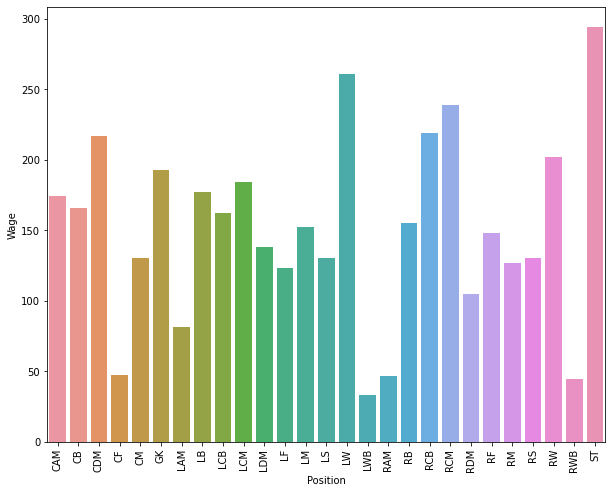 300
250
200
150
100
50
0
Wage
CAM CB CDM CF CM GK LAM LB LCB LCM LDM LF LM LS LW LWB RAM RB RCB RCM RDM RF RM RS RW RWB ST
Position